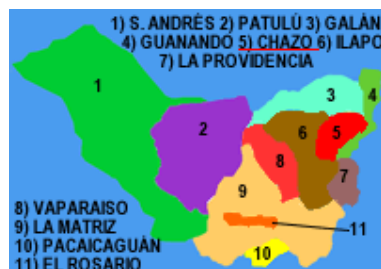 1) S. ANDRÉS 2) PATULÚ 3) GALÁN
4) GUANANDO 5) CHAZO 6) ILAPO
7) LA PROVIDENCIA
1
2
3
4
5
6
7
8
9
10
11
8) VAPARAISO
9) LA MATRIZ
10) PACAICAGUÁN
11) EL ROSARIO